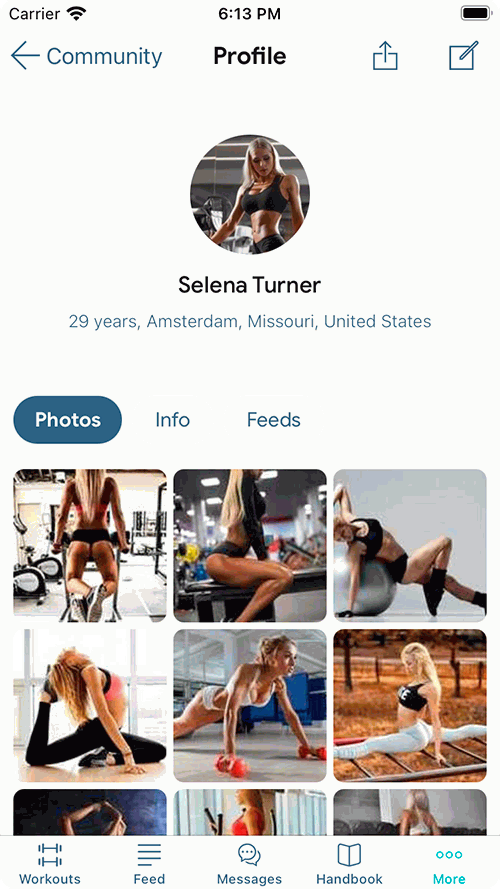 Carrier 6:13 PM
Community Profile
Selena Turner
29 years, Amsterdam, Missouri, United States
Photos Info Feeds
Workouts Feed Messages Handbook More